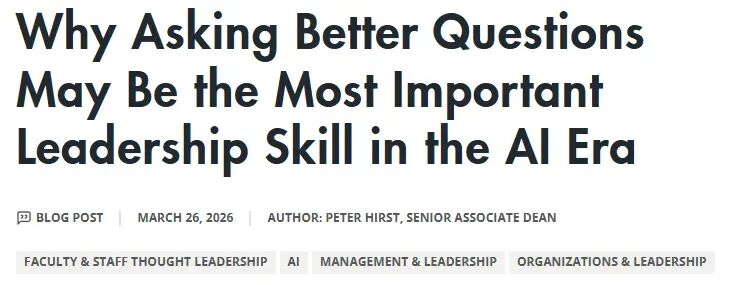 Why Asking Better Questions
May Be the Most Important
Leadership Skill in the AI Era
BLOG POST | MARCH 26, 2026 | AUTHOR: PETER HIRST, SENIOR ASSOCIATE DEAN
FACULTY & STAFF THOUGHT LEADERSHIP AI MANAGEMENT & LEADERSHIP ORGANIZATIONS & LEADERSHIP